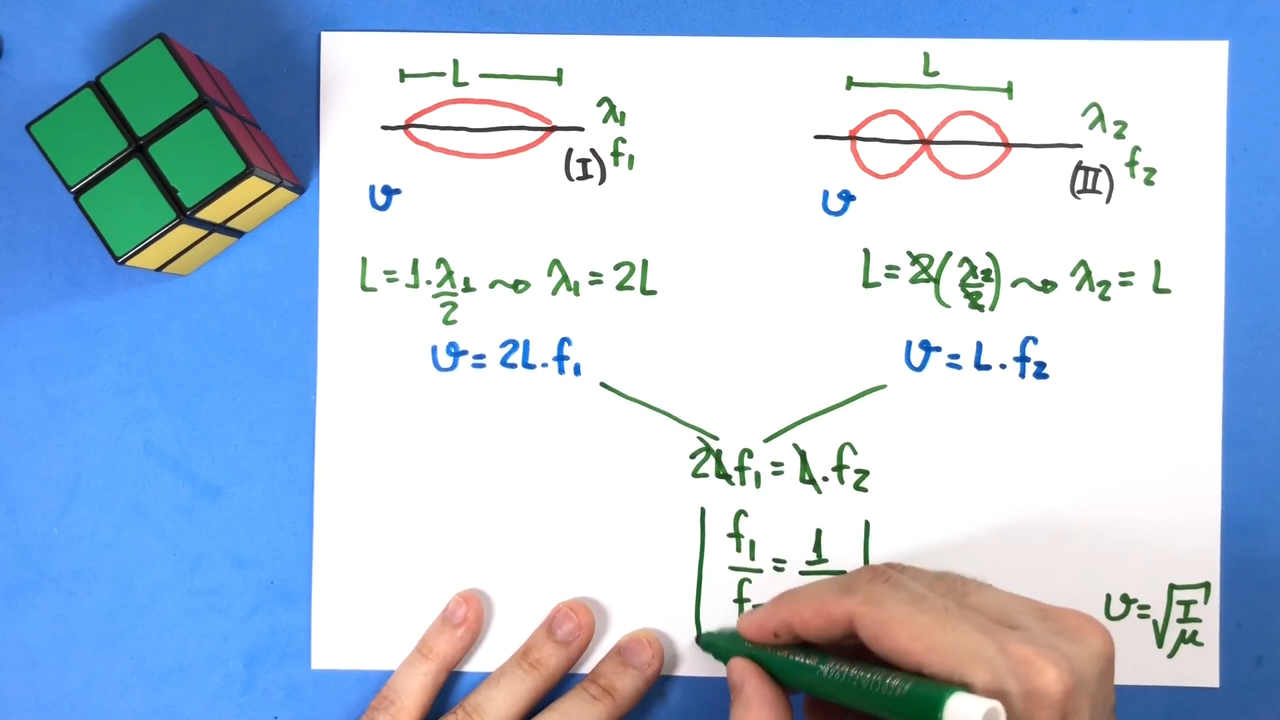 L
λ₁
(I) f₁
v
L = 1 · λ₁/2 ⇝ λ₁ = 2L
v = 2L · f₁
L
λ₂
(II) f₂
v
L = 2(λ₂/2) ⇝ λ₂ = L
v = L · f₂
2L f₁ = L · f₂
f₁ = 1
f
v = √(T/μ)